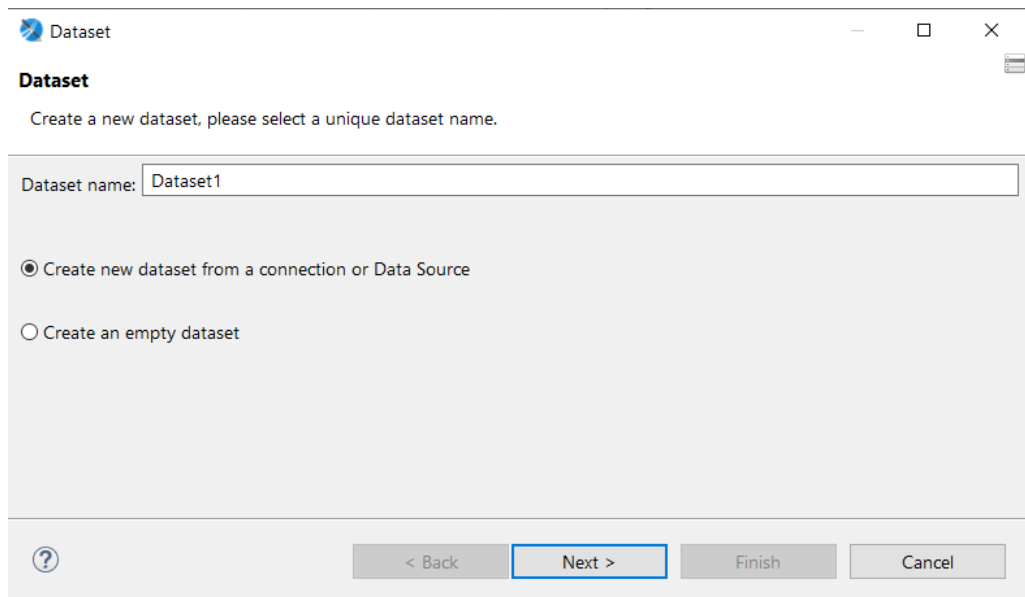 Dataset
Dataset
Create a new dataset, please select a unique dataset name.
Dataset name: Dataset1
Create new dataset from a connection or Data Source
Create an empty dataset
? < Back Next > Finish Cancel